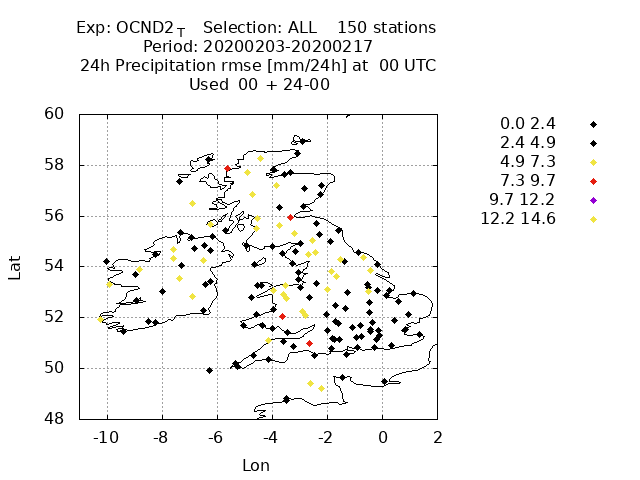 Exp: OCND2T Selection: ALL 150 stations
Period: 20200203-20200217
24h Precipitation rmse [mm/24h] at 00 UTC
Used 00 + 24-00
0.0 2.4
2.4 4.9
4.9 7.3
7.3 9.7
9.7 12.2
12.2 14.6
60
58
56
54
52
50
48
Lat
-10 -8 -6 -4 -2 0 2
Lon